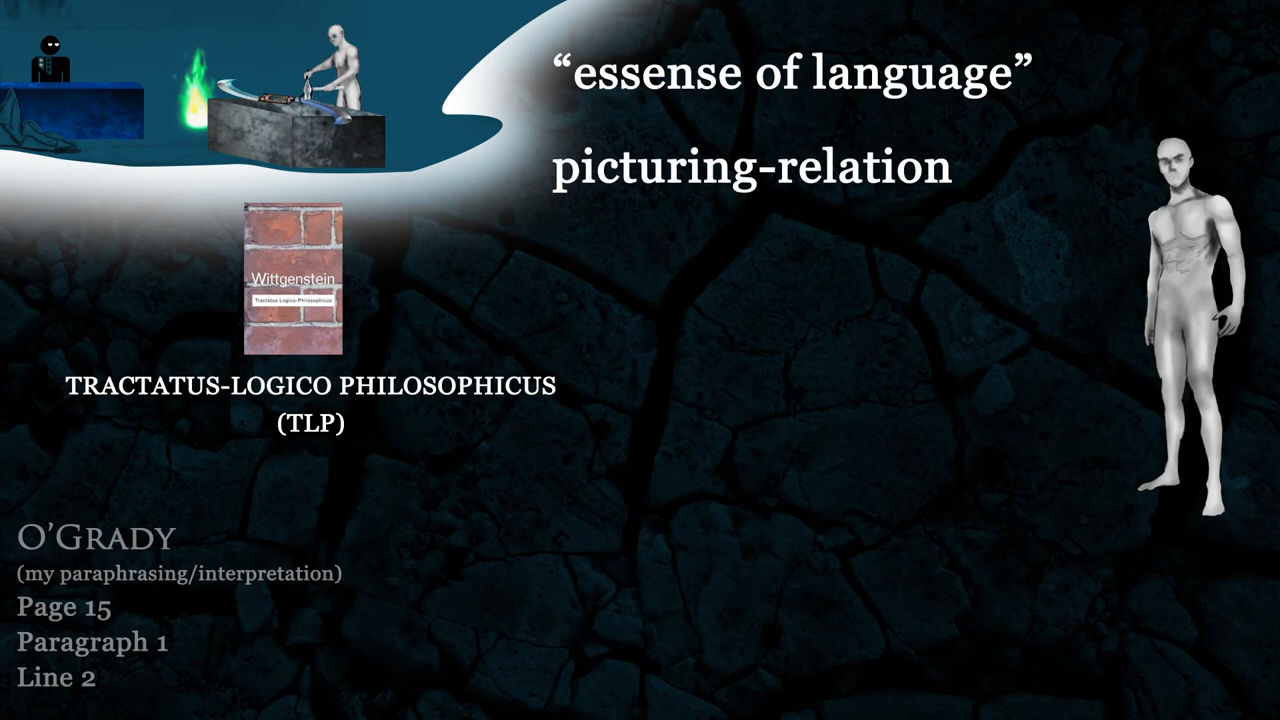 “essense of language”
picturing-relation
Wittgenstein
Tractatus Logico-Philosophicus
TRACTATUS-LOGICO PHILOSOPHICUS
(TLP)
O’GRADY
(my paraphrasing/interpretation)
Page 15
Paragraph 1
Line 2